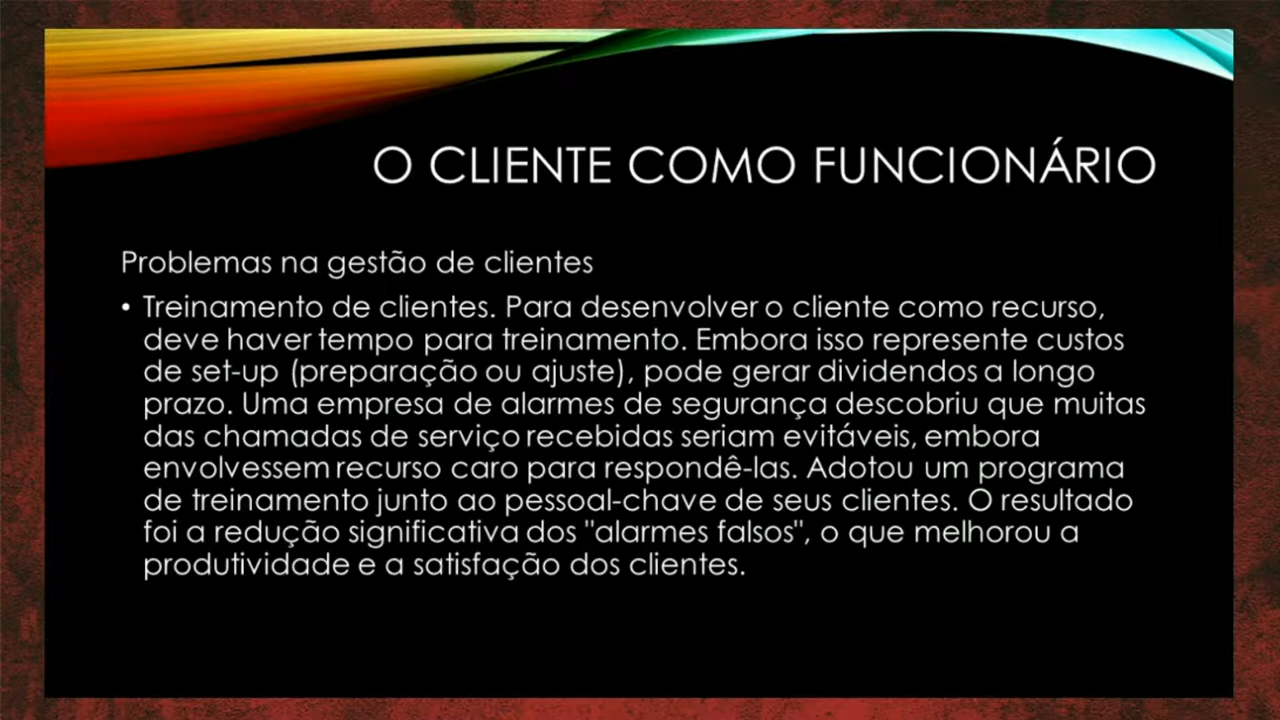 O CLIENTE COMO FUNCIONÁRIO
Problemas na gestão de clientes
• Treinamento de clientes. Para desenvolver o cliente como recurso,
deve haver tempo para treinamento. Embora isso represente custos
de set-up (preparação ou ajuste), pode gerar dividendos a longo
prazo. Uma empresa de alarmes de segurança descobriu que muitas
das chamadas de serviço recebidas seriam evitáveis, embora
envolvessem recurso caro para respondê-las. Adotou um programa
de treinamento junto ao pessoal-chave de seus clientes. O resultado
foi a redução significativa dos "alarmes falsos", o que melhorou a
produtividade e a satisfação dos clientes.